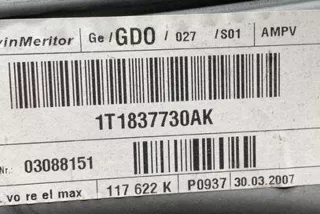 vinMeritor Ge/GDO / 027 / S01 AMPV
1T1837730AK
Nr.: 03088151
vo re el max 117 622 K P0937 30.03.2007